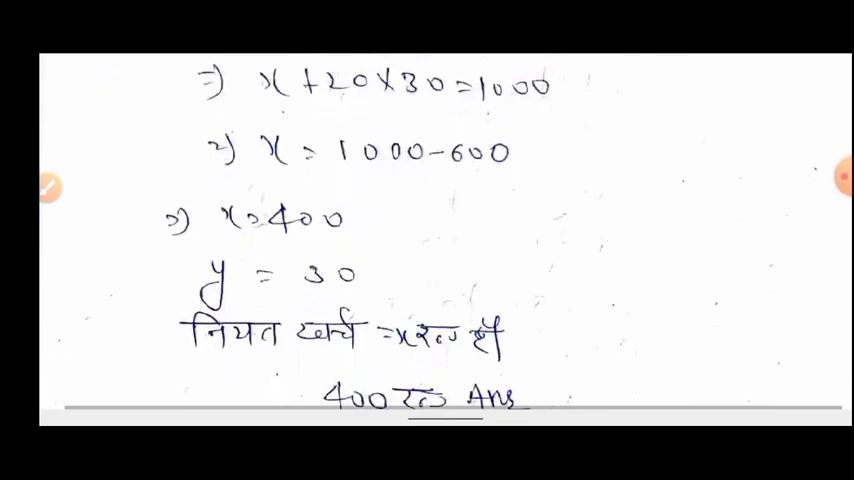 ⇒) x + 20 × 30 = 1000
⇒) x = 1000 - 600
⇒) x = 400
y = 30
नियत खर्च = x रू० हैं
400 रू० Ans